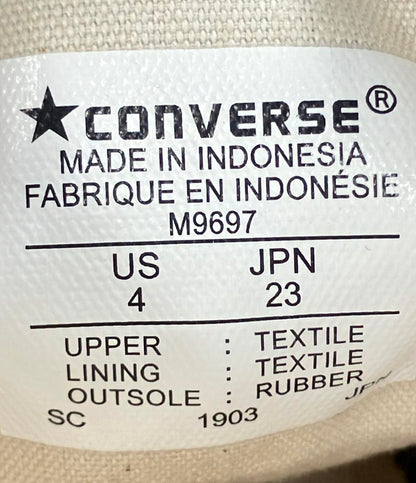 ★CONVERSE®
MADE IN INDONESIA
FABRIQUE EN INDONÉSIE
M9697
US JPN
4 23
UPPER : TEXTILE
LINING : TEXTILE
OUTSOLE : RUBBER
SC 1903 JPN